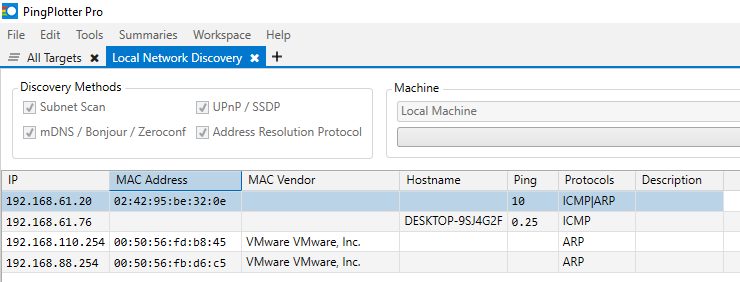 PingPlotter Pro
File Edit Tools Summaries Workspace Help
All Targets Local Network Discovery
Discovery Methods Machine
Subnet Scan UPnP / SSDP Local Machine
mDNS / Bonjour / Zeroconf Address Resolution Protocol
IP MAC Address MAC Vendor Hostname Ping Protocols Description
192.168.61.20 02:42:95:be:32:0e 10 ICMP|ARP
192.168.61.76 DESKTOP-9SJ4G2F 0.25 ICMP
192.168.110.254 00:50:56:fd:b8:45 VMware VMware, Inc. ARP
192.168.88.254 00:50:56:fb:d6:c5 VMware VMware, Inc. ARP